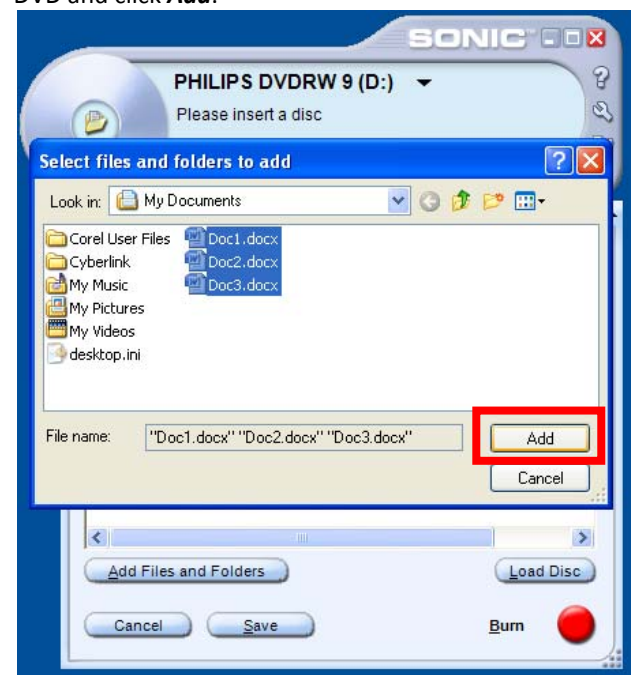 DVD and click Add.
SONIC
PHILIPS DVDRW 9 (D:)
Please insert a disc
Select files and folders to add
Look in: My Documents
Corel User Files Doc1.docx
Cyberlink Doc2.docx
My Music Doc3.docx
My Pictures
My Videos
desktop.ini
File name: "Doc1.docx" "Doc2.docx" "Doc3.docx" Add
Cancel
Add Files and Folders Load Disc
Cancel Save Burn